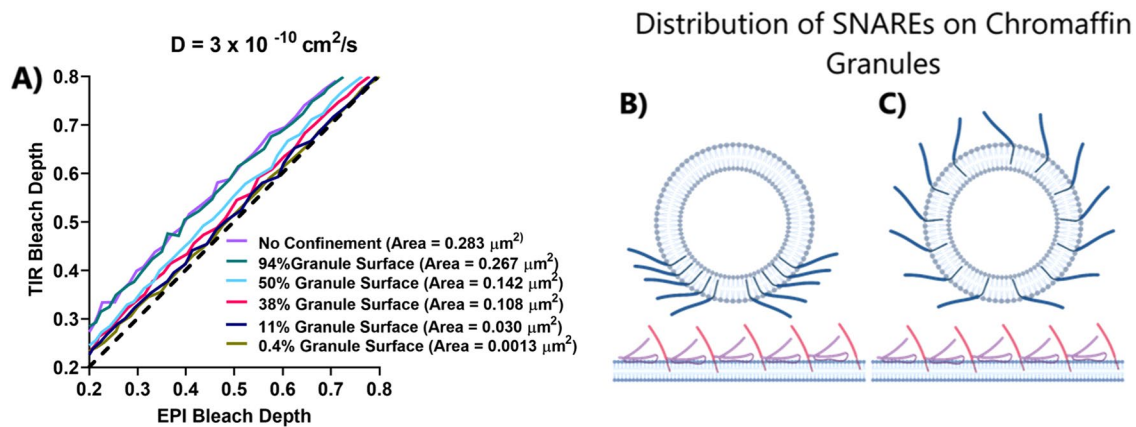 D = 3 x 10 -10 cm2/s
A)
TIR Bleach Depth
0.8
0.7
0.6
0.5
0.4
0.3
0.2
No Confinement (Area = 0.283 μm2)
94%Granule Surface (Area = 0.267 μm2)
50% Granule Surface (Area = 0.142 μm2)
38% Granule Surface (Area = 0.108 μm2)
11% Granule Surface (Area = 0.030 μm2)
0.4% Granule Surface (Area = 0.0013 μm2)
0.2 0.3 0.4 0.5 0.6 0.7 0.8
EPI Bleach Depth
Distribution of SNAREs on Chromaffin
Granules
B)
C)